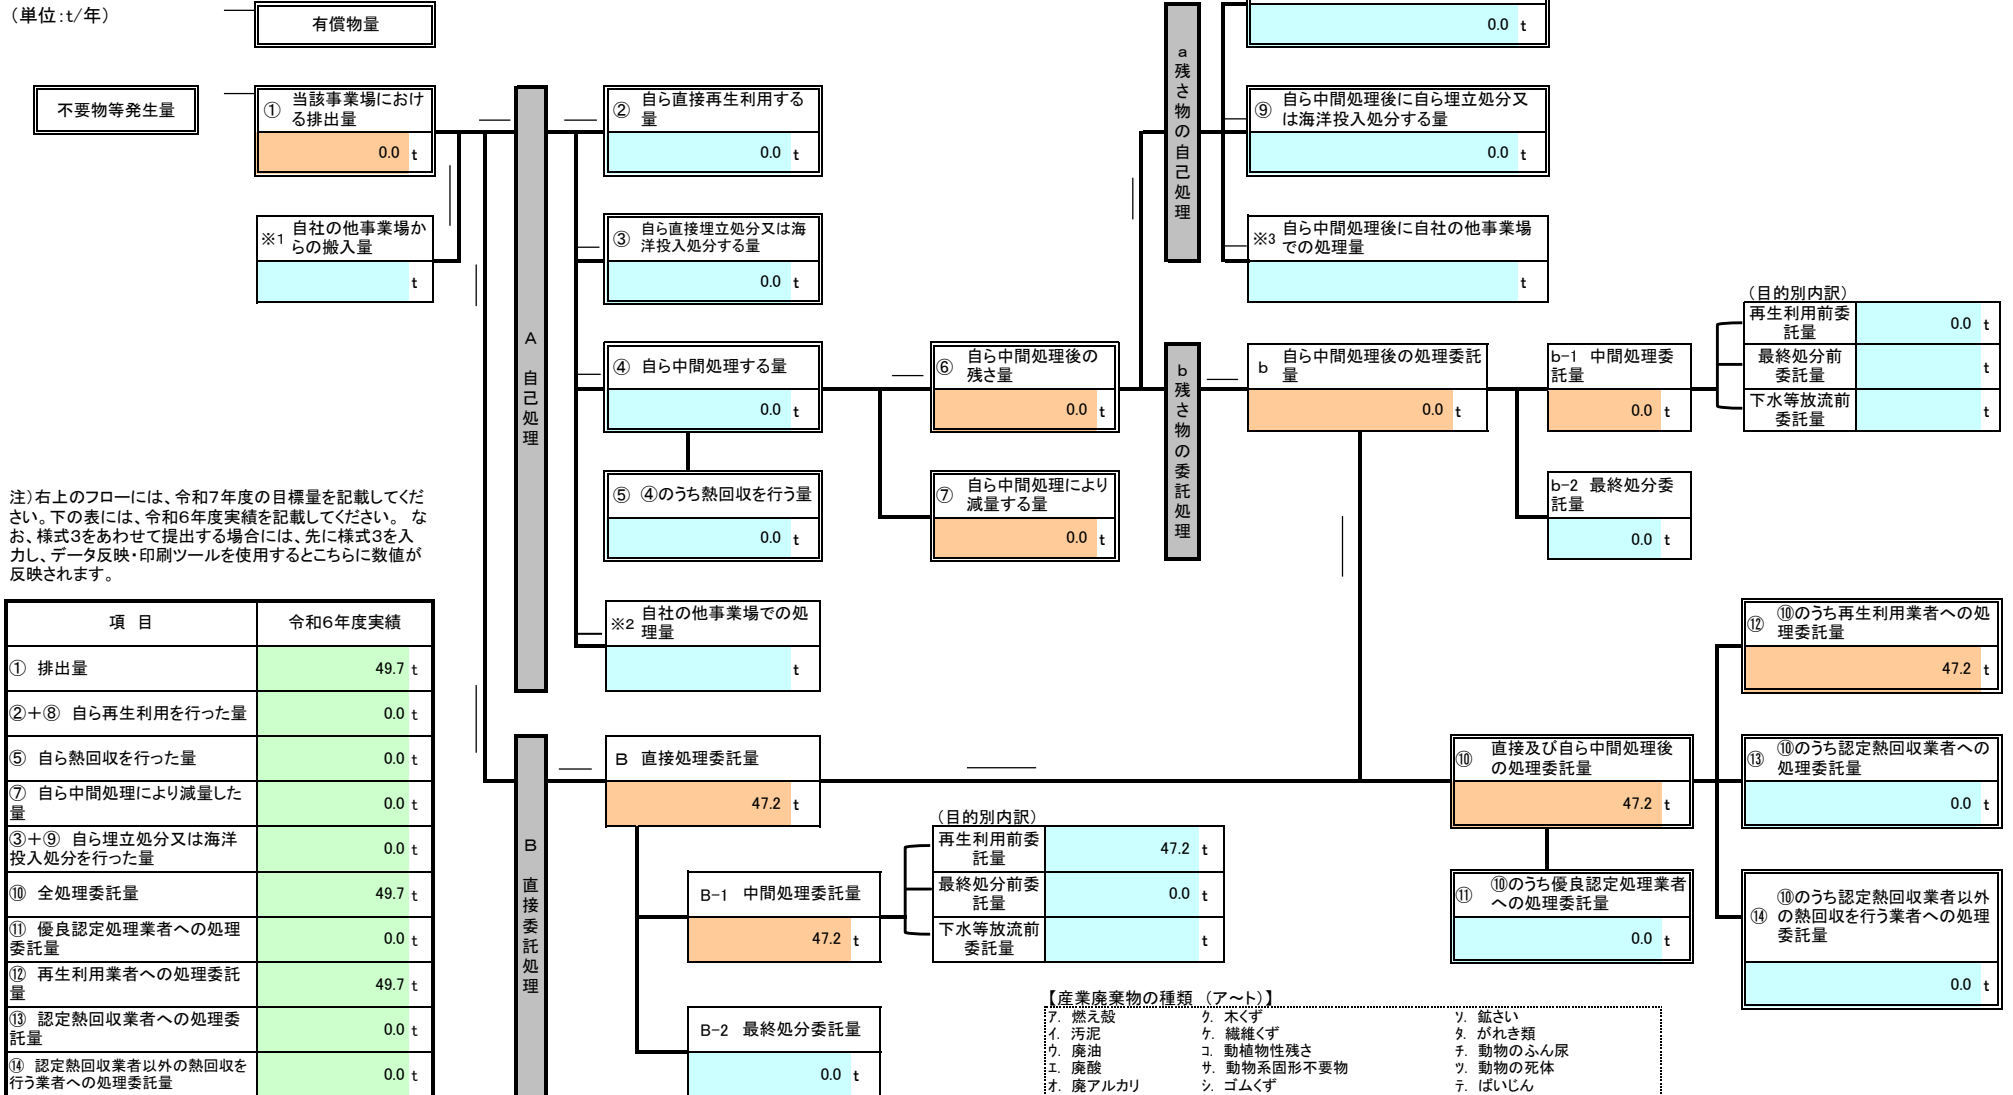 （単位：t/年）
有償物量
0.0 t
不要物等発生量
① 当該事業場におけ
る排出量
0.0 t
② 自ら直接再生利用する
量
0.0 t
a 残さ物の自己処理
⑨ 自ら中間処理後に自ら埋立処分又
は海洋投入処分する量
0.0 t
※1 自社の他事業場か
らの搬入量
t
③ 自ら直接埋立処分又は海
洋投入処分する量
0.0 t
※3 自ら中間処理後に自社の他事業場
での処理量
t
A 自己処理
④ 自ら中間処理する量
0.0 t
⑥ 自ら中間処理後の
残さ量
0.0 t
b 残さ物の委託処理
b 自ら中間処理後の処理委託
量
0.0 t
b-1 中間処理委
託量
0.0 t
（目的別内訳）
再生利用前委
託量
0.0 t
最終処分前
委託量
t
下水等放流前
委託量
t
⑤ ④のうち熱回収を行う量
0.0 t
⑦ 自ら中間処理により
減量する量
0.0 t
b-2 最終処分委
託量
0.0 t
注）右上のフローには、令和７年度の目標量を記載してくだ
さい。下の表には、令和６年度実績を記載してください。 な
お、様式３をあわせて提出する場合には、先に様式３を入
力し、データ反映・印刷ツールを使用するとこちらに数値が
反映されます。
※2 自社の他事業場での処
理量
t
項 目 令和６年度実績
① 排出量 49.7 t
②＋⑧ 自ら再生利用を行った量 0.0 t
⑤ 自ら熱回収を行った量 0.0 t
⑦ 自ら中間処理により減量した
量 0.0 t
③＋⑨ 自ら埋立処分又は海洋
投入処分を行った量 0.0 t
⑩ 全処理委託量 49.7 t
⑪ 優良認定処理業者への処理
委託量 0.0 t
⑫ 再生利用業者への処理委託
量 49.7 t
⑬ 認定熱回収業者への処理委
託量 0.0 t
⑭ 認定熱回収業者以外の熱回収を
行う業者への処理委託量 0.0 t
B 直接委託処理
B 直接処理委託量
47.2 t
B-1 中間処理委託量
47.2 t
（目的別内訳）
再生利用前委
託量
47.2 t
最終処分前委
託量
0.0 t
下水等放流前
委託量
t
B-2 最終処分委託量
0.0 t
⑩ 直接及び自ら中間処理後
の処理委託量
47.2 t
⑪ ⑩のうち優良認定処理業者
への処理委託量
0.0 t
⑫ ⑩のうち再生利用業者への処
理委託量
47.2 t
⑬ ⑩のうち認定熱回収業者への
処理委託量
0.0 t
⑭ ⑩のうち認定熱回収業者以外
の熱回収を行う業者への処理
委託量
0.0 t
【産業廃棄物の種類 （ア～ト）】
ア. 燃え殻 ク. 木くず ソ. 鉱さい
イ. 汚泥 ケ. 繊維くず タ. がれき類
ウ. 廃油 コ. 動植物性残さ チ. 動物のふん尿
エ. 廃酸 サ. 動物系固形不要物 ツ. 動物の死体
オ. 廃アルカリ シ. ゴムくず テ. ばいじん